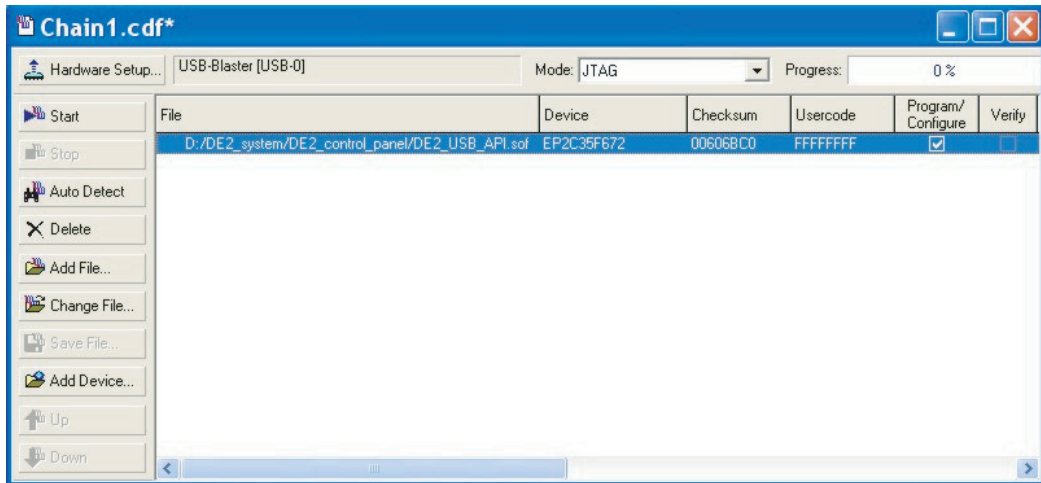 Chain1.cdf*
Hardware Setup... USB-Blaster [USB-0] Mode: JTAG Progress: 0 %
Start
Stop
Auto Detect
Delete
Add File...
Change File...
Save File...
Add Device...
Up
Down
File Device Checksum Usercode Program/ Configure Verify
D:/DE2_system/DE2_control_panel/DE2_USB_API.sof EP2C35F672 00606BC0 FFFFFFFF